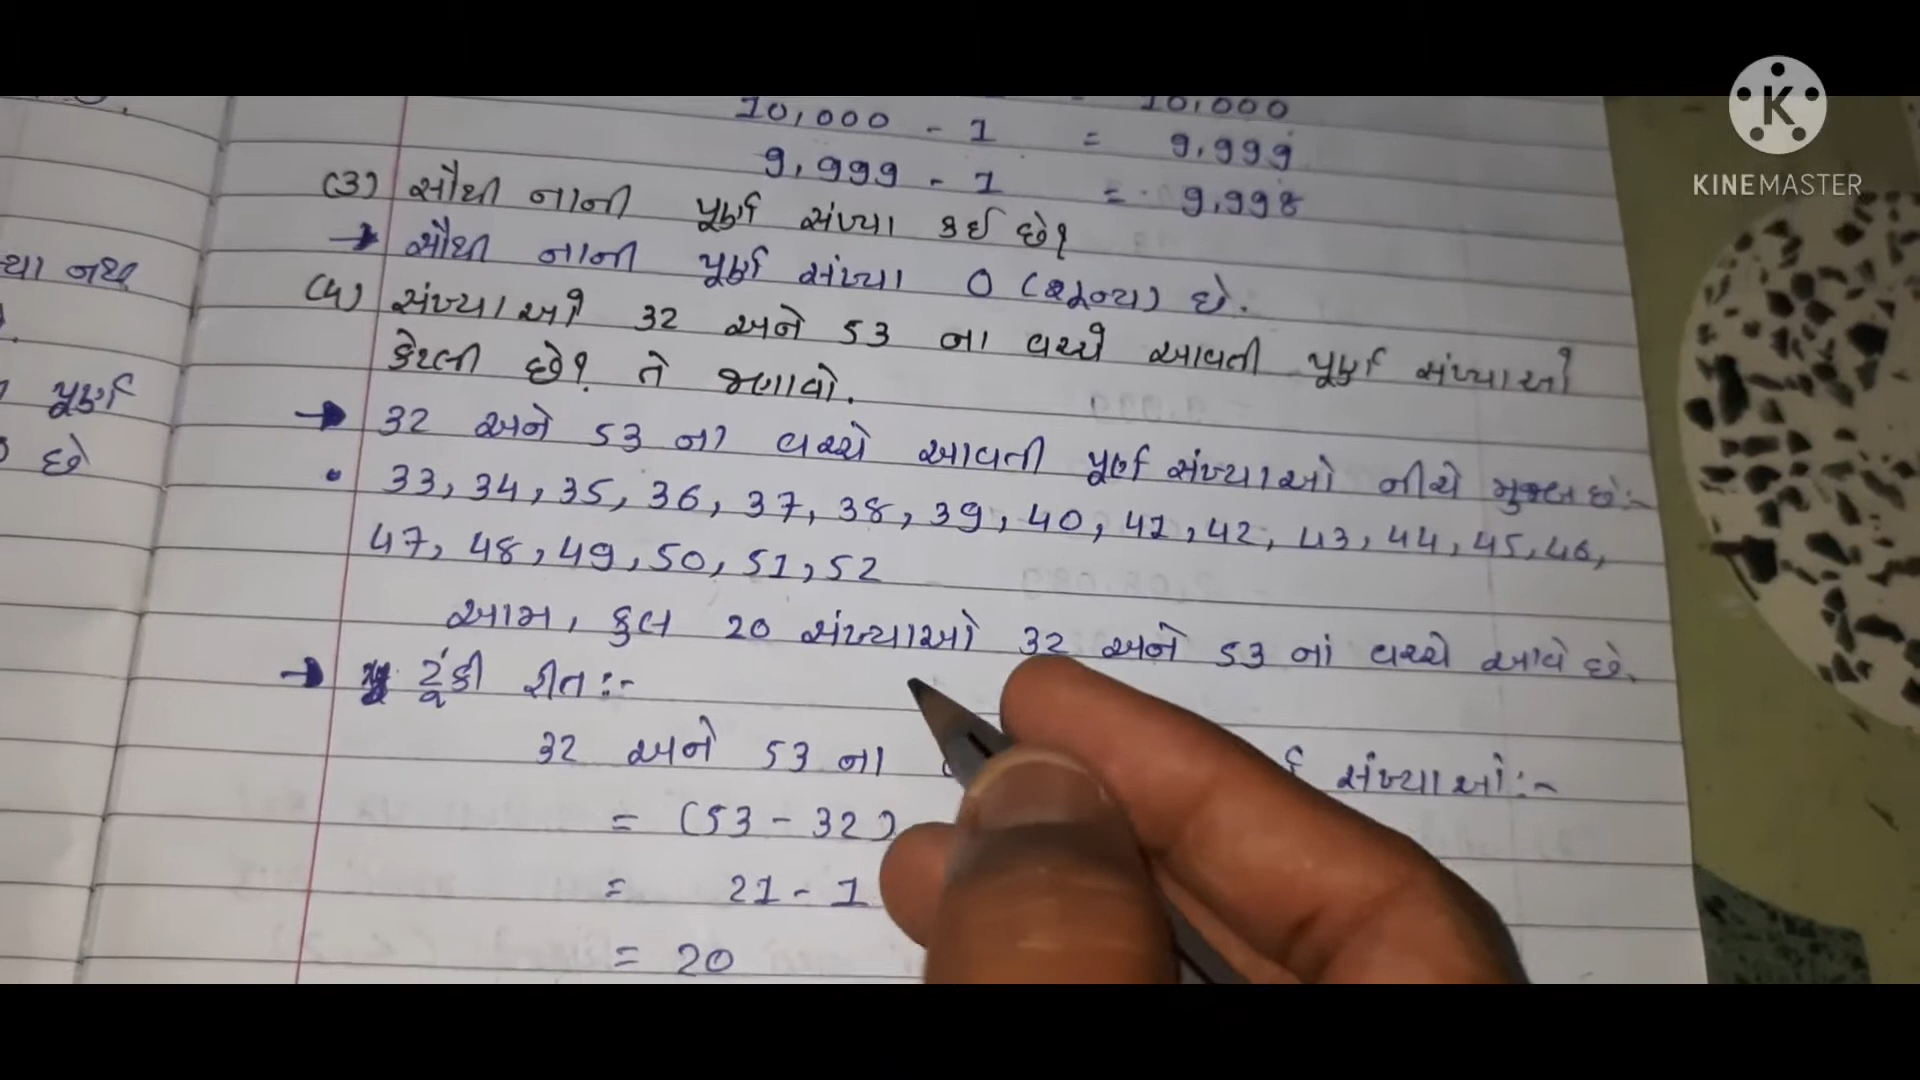 10,000
10,000 - 1 = 9,999
9,999 - 1 = 9,998
(3) સૌથી નાની પૂર્ણ સંખ્યા કઈ છે?
→ સૌથી નાની પૂર્ણ સંખ્યા 0 (શૂન્ય) છે.
(4) સંખ્યાઓ 32 અને 53 ના વચ્ચે આવતી પૂર્ણ સંખ્યાઓ
કેટલી છે? તે જણાવો.
→ 32 અને 53 ના વચ્ચે આવતી પૂર્ણ સંખ્યાઓ નીચે મુજબ છે:-
• 33, 34, 35, 36, 37, 38, 39, 40, 41, 42, 43, 44, 45, 46,
47, 48, 49, 50, 51, 52
આમ, કુલ 20 સંખ્યાઓ 32 અને 53 નાં વચ્ચે આવે છે.
→ ટૂંકી રીત:-
32 અને 53 ના સંખ્યાઓ:-
= (53 - 32)
= 21 - 1
= 20
પૂર્ણ
છે
KINEMASTER